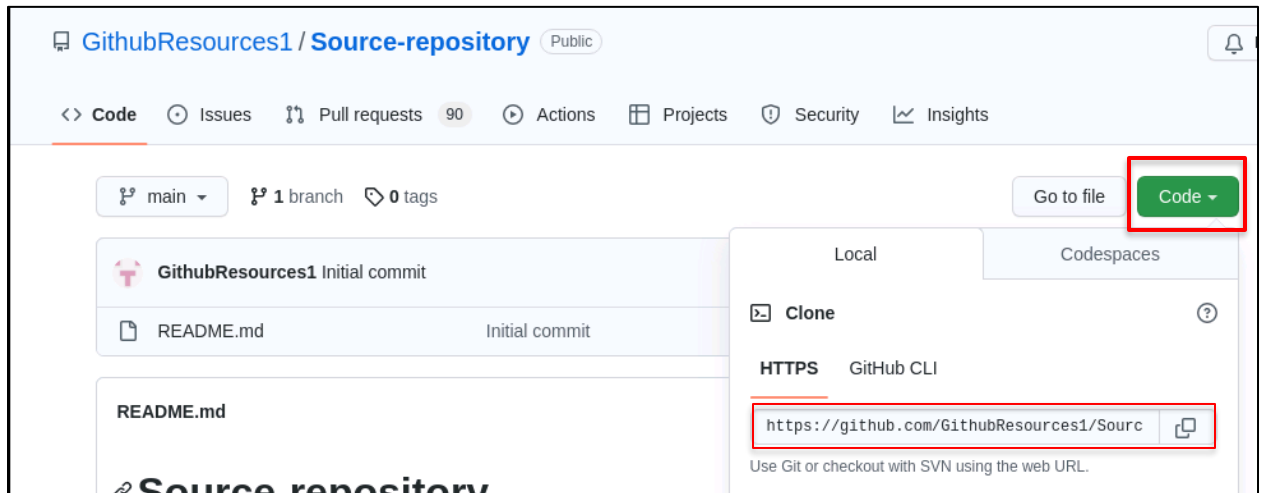 GithubResources1 / Source-repository Public
Code Issues Pull requests 90 Actions Projects Security Insights
main 1 branch 0 tags Go to file Code
Local Codespaces
GithubResources1 Initial commit
Clone
README.md Initial commit
HTTPS GitHub CLI
README.md
https://github.com/GithubResources1/Sourc
Use Git or checkout with SVN using the web URL.
Source-repository